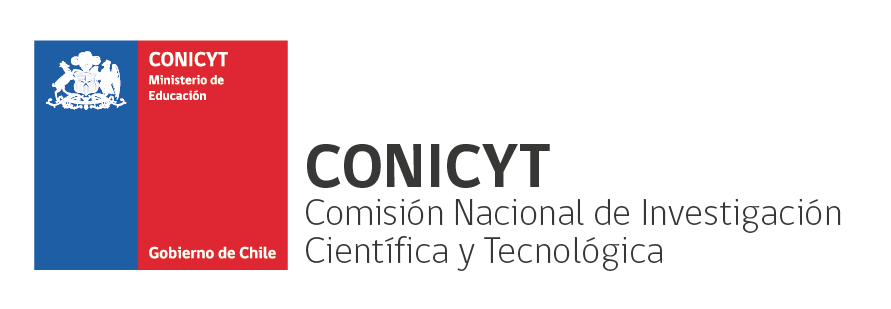 CONICYT
Ministerio de
Educación
Gobierno de Chile
CONICYT
Comisión Nacional de Investigación
Científica y Tecnológica